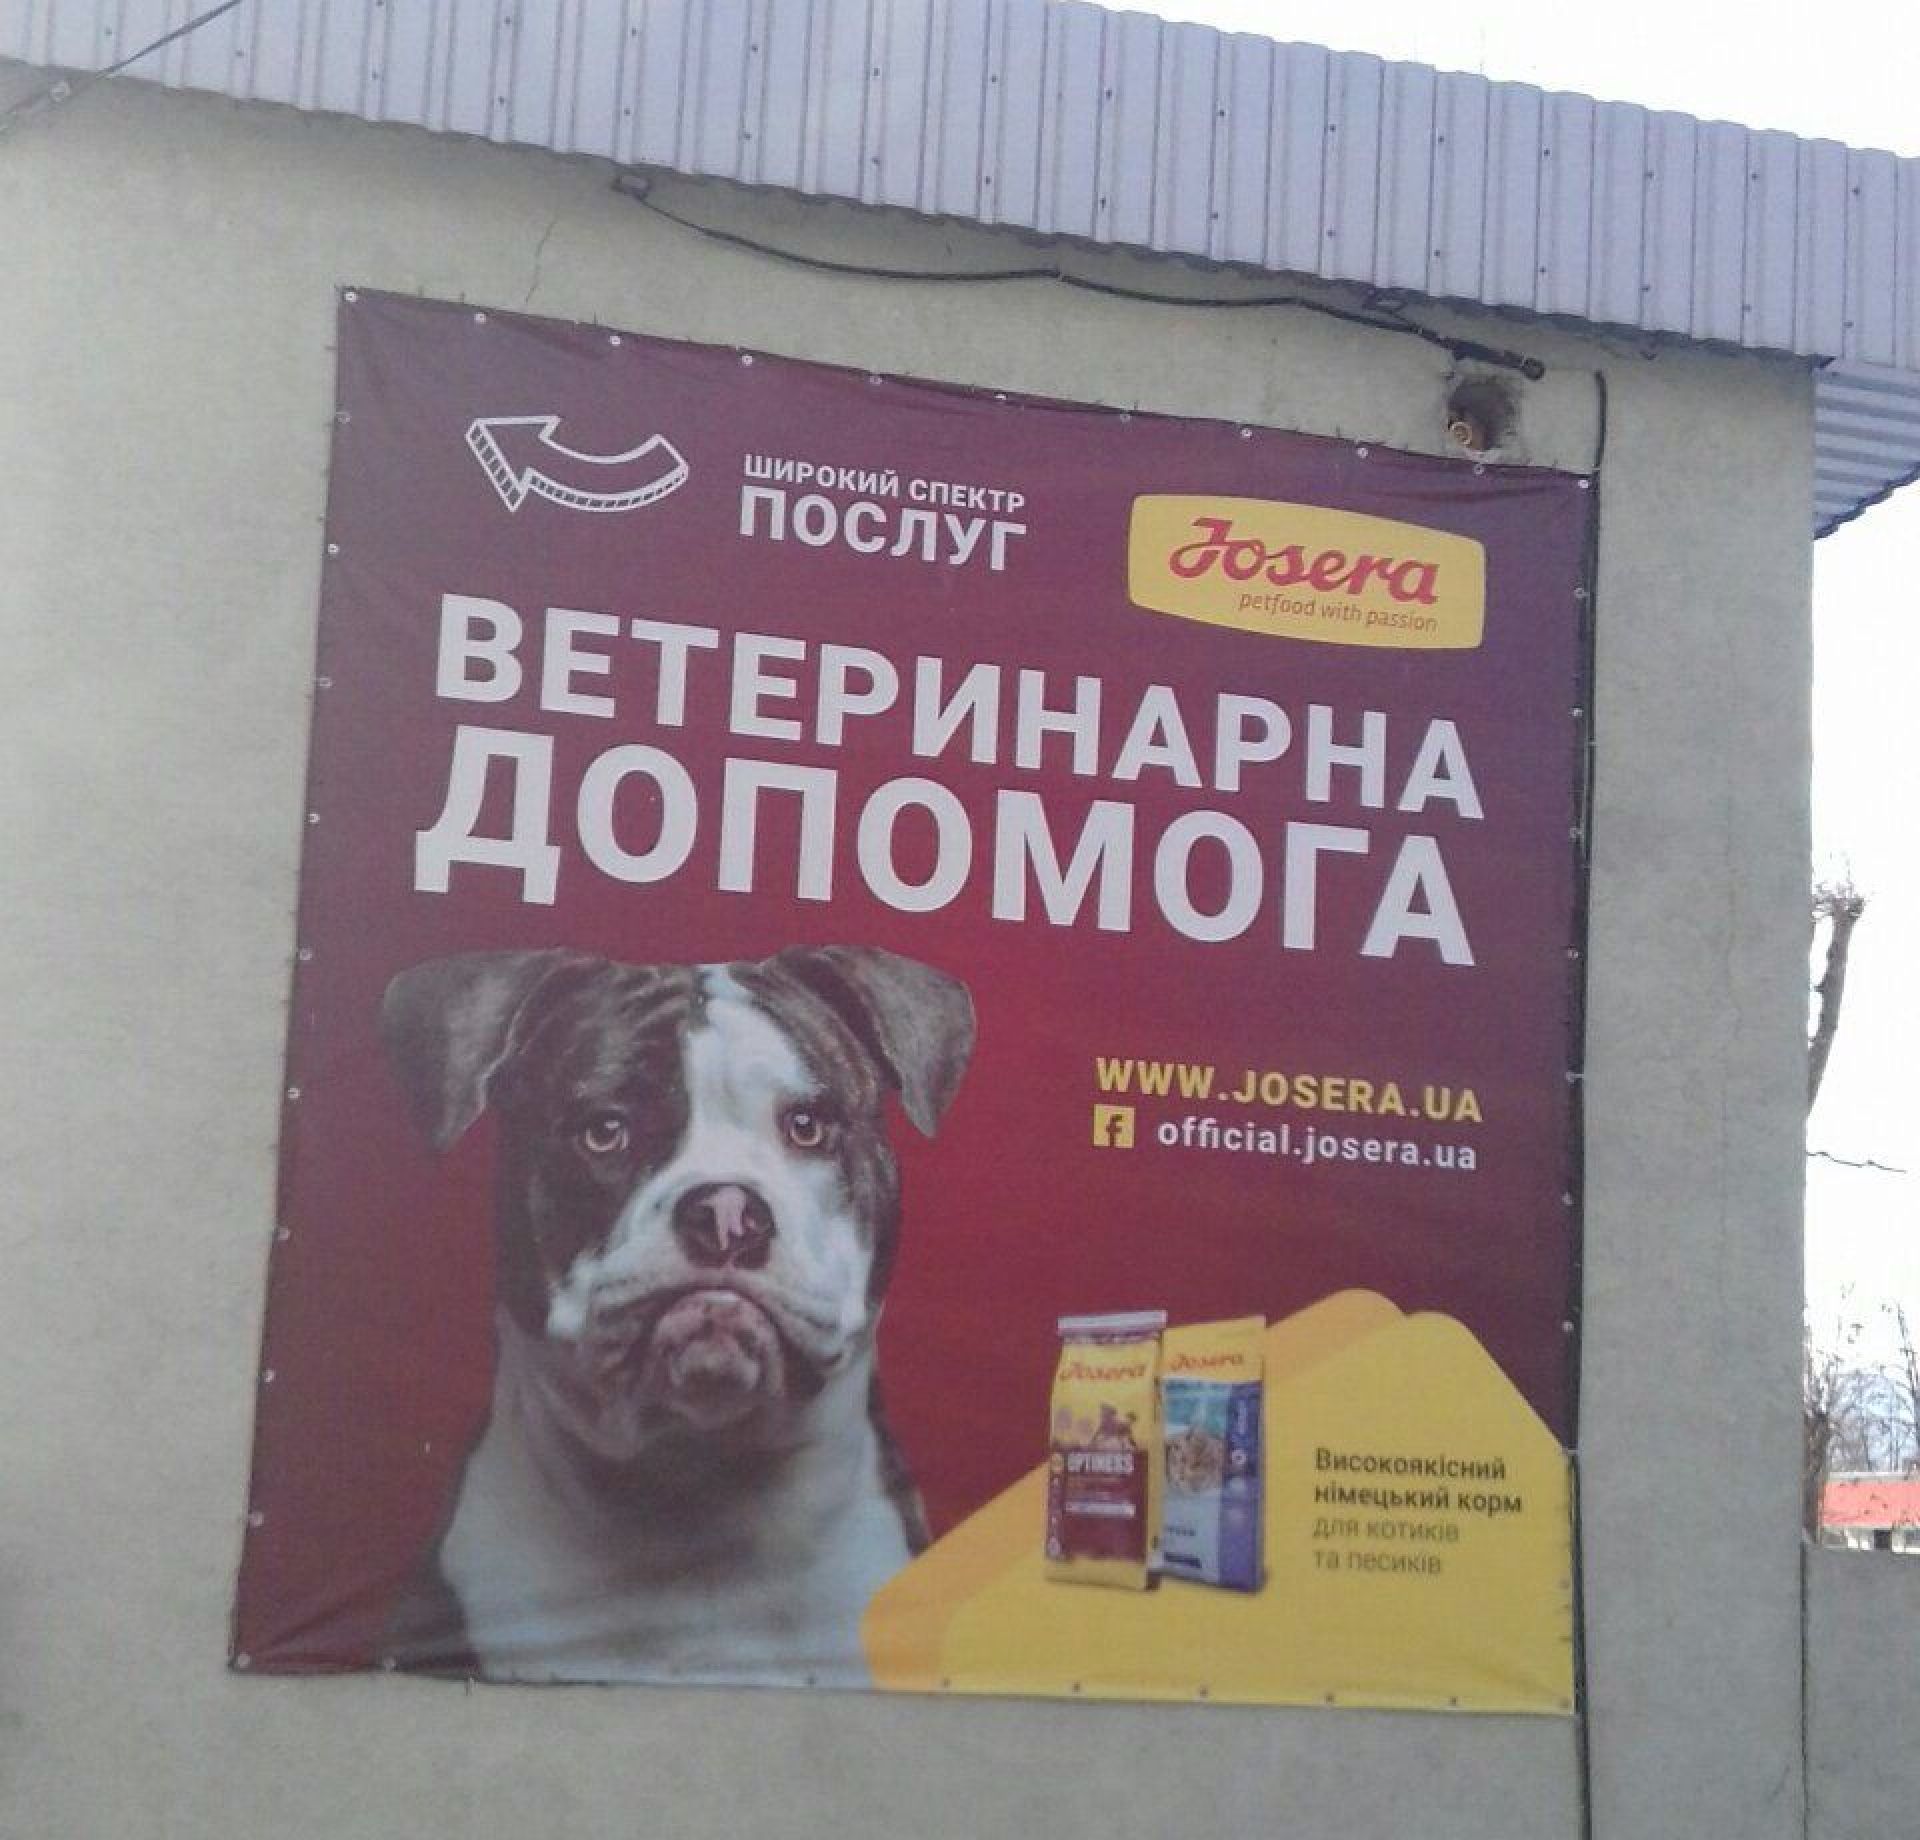 ШИРОКИЙ СПЕКТР
ПОСЛУГ
Josera
petfood with passion
ВЕТЕРИНАРНА
ДОПОМОГА
WWW.JOSERA.UA
f official.josera.ua
Josera
Josera
OPTINESS
Високоякісний
німецький корм
для котиків
та песиків